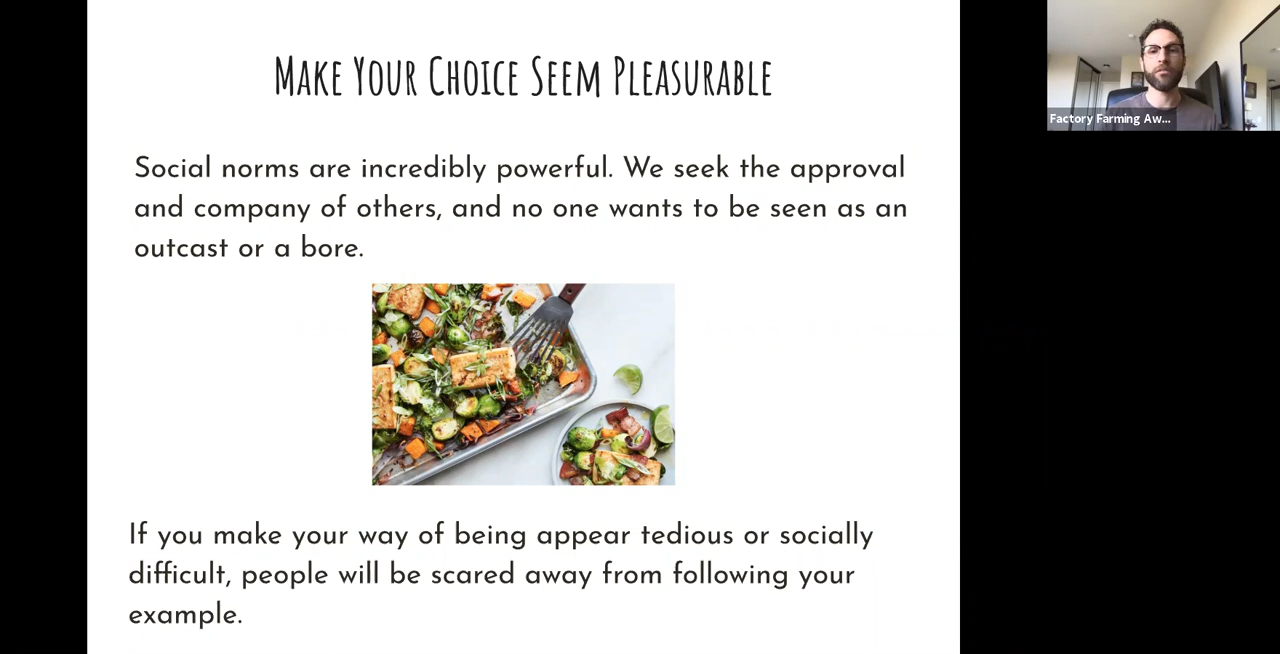 Make Your Choice Seem Pleasurable
Social norms are incredibly powerful. We seek the approval
and company of others, and no one wants to be seen as an
outcast or a bore.
If you make your way of being appear tedious or socially
difficult, people will be scared away from following your
example.
Factory Farming Aw...